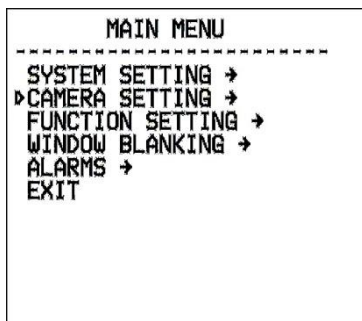 MAIN MENU
SYSTEM SETTING →
CAMERA SETTING →
FUNCTION SETTING →
WINDOW BLANKING →
ALARMS →
EXIT